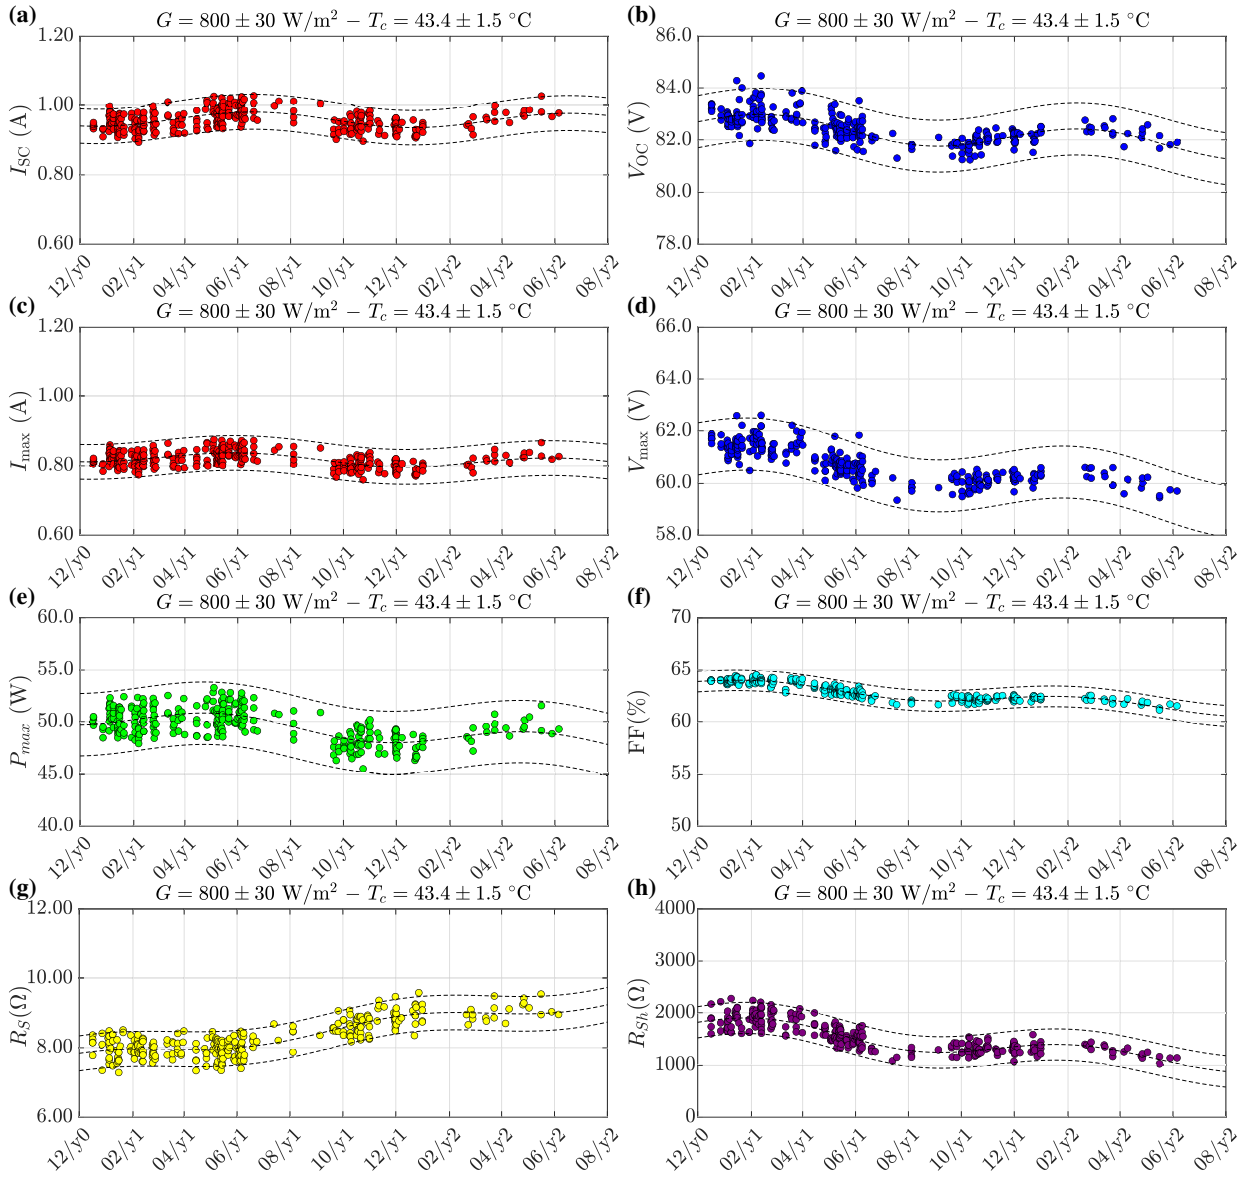 (a) G = 800 ± 30 W/m² − T_c = 43.4 ± 1.5 °C
I_SC (A)
1.20
1.00
0.80
0.60
12/y0 02/y1 04/y1 06/y1 08/y1 10/y1 12/y1 02/y2 04/y2 06/y2 08/y2
(b) G = 800 ± 30 W/m² − T_c = 43.4 ± 1.5 °C
V_OC (V)
86.0
84.0
82.0
80.0
78.0
12/y0 02/y1 04/y1 06/y1 08/y1 10/y1 12/y1 02/y2 04/y2 06/y2 08/y2
(c) G = 800 ± 30 W/m² − T_c = 43.4 ± 1.5 °C
I_max (A)
1.20
1.00
0.80
0.60
12/y0 02/y1 04/y1 06/y1 08/y1 10/y1 12/y1 02/y2 04/y2 06/y2 08/y2
(d) G = 800 ± 30 W/m² − T_c = 43.4 ± 1.5 °C
V_max (V)
66.0
64.0
62.0
60.0
58.0
12/y0 02/y1 04/y1 06/y1 08/y1 10/y1 12/y1 02/y2 04/y2 06/y2 08/y2
(e) G = 800 ± 30 W/m² − T_c = 43.4 ± 1.5 °C
P_max (W)
60.0
55.0
50.0
45.0
40.0
12/y0 02/y1 04/y1 06/y1 08/y1 10/y1 12/y1 02/y2 04/y2 06/y2 08/y2
(f) G = 800 ± 30 W/m² − T_c = 43.4 ± 1.5 °C
FF(%)
70
65
60
55
50
12/y0 02/y1 04/y1 06/y1 08/y1 10/y1 12/y1 02/y2 04/y2 06/y2 08/y2
(g) G = 800 ± 30 W/m² − T_c = 43.4 ± 1.5 °C
R_S(Ω)
12.00
10.00
8.00
6.00
12/y0 02/y1 04/y1 06/y1 08/y1 10/y1 12/y1 02/y2 04/y2 06/y2 08/y2
(h) G = 800 ± 30 W/m² − T_c = 43.4 ± 1.5 °C
R_Sh(Ω)
4000
3000
2000
1000
0
12/y0 02/y1 04/y1 06/y1 08/y1 10/y1 12/y1 02/y2 04/y2 06/y2 08/y2